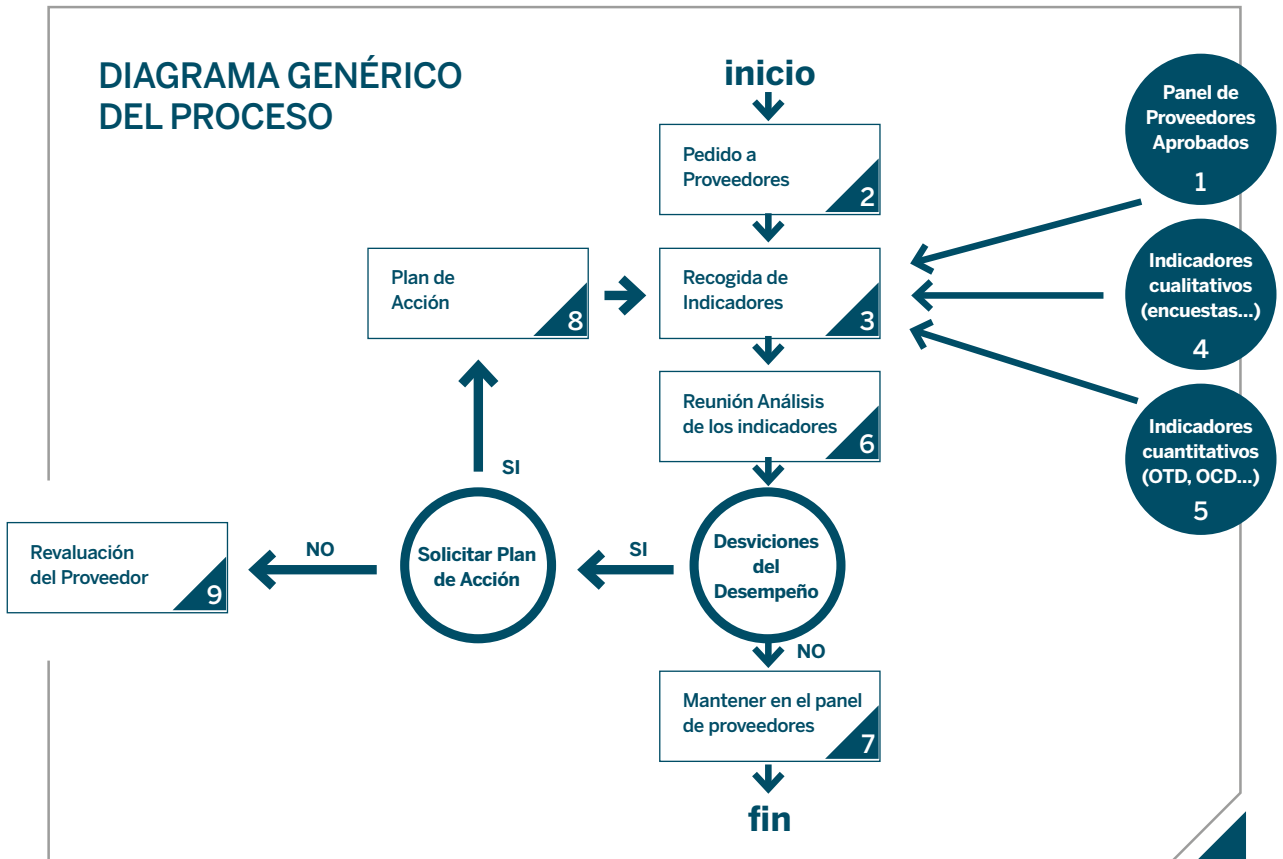 DIAGRAMA GENÉRICO
DEL PROCESO
inicio
Pedido a
Proveedores
2
Panel de
Proveedores
Aprobados
1
Plan de
Acción
8
Recogida de
Indicadores
3
Indicadores
cualitativos
(encuestas...)
4
Reunión Análisis
de los indicadores
6
Indicadores
cuantitativos
(OTD, OCD...)
5
SI
Revaluación
del Proveedor
9
NO
Solicitar Plan
de Acción
SI
Desviciones
del
Desempeño
NO
Mantener en el panel
de proveedores
7
fin